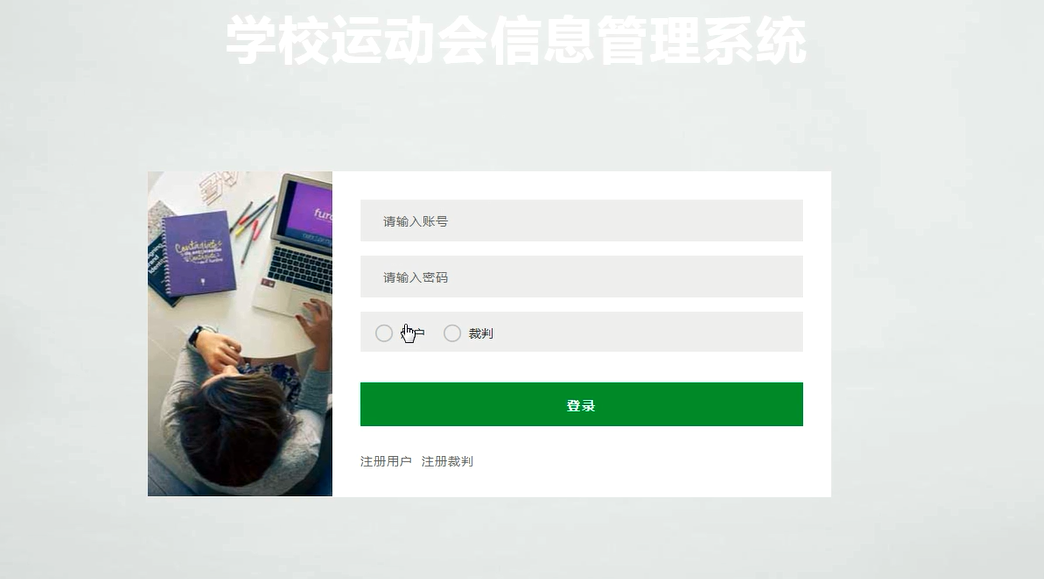 学校运动会信息管理系统
请输入账号
请输入密码
户 裁判
登录
注册用户 注册裁判